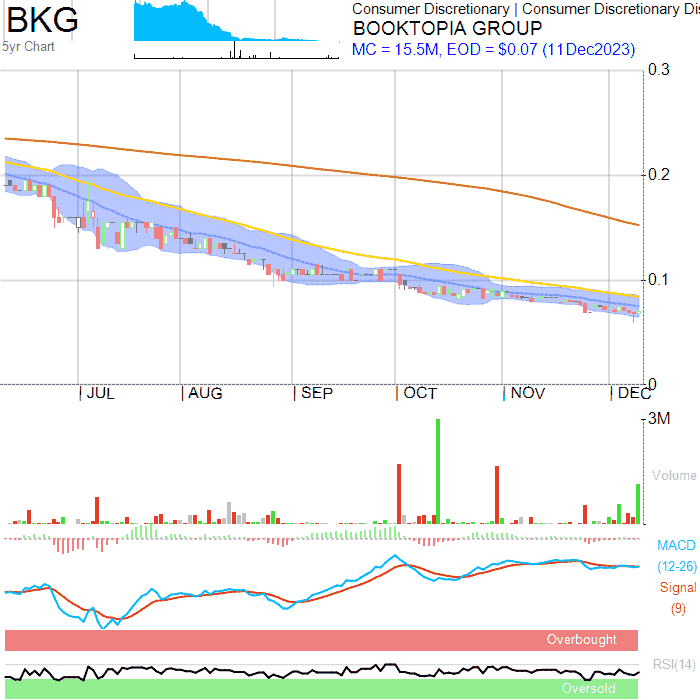 BKG
5yr Chart
Consumer Discretionary | Consumer Discretionary Dis
BOOKTOPIA GROUP
MC = 15.5M, EOD = $0.07 (11Dec2023)
0.3
0.2
0.1
0
JUL AUG SEP OCT NOV DEC
3M
Volume
MACD
(12-26)
Signal
(9)
Overbought
RSI(14)
Oversold